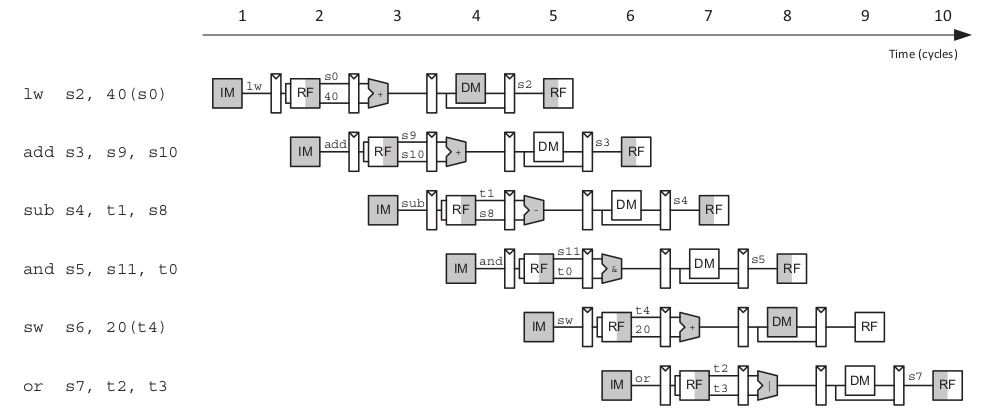 1 2 3 4 5 6 7 8 9 10
Time (cycles)
lw s2, 40(s0) IM lw RF s0 40 + DM s2 RF
add s3, s9, s10 IM add RF s9 s10 + DM s3 RF
sub s4, t1, s8 IM sub RF t1 s8 - DM s4 RF
and s5, s11, t0 IM and RF s11 t0 & DM s5 RF
sw s6, 20(t4) IM sw RF t4 20 + DM RF
or s7, t2, t3 IM or RF t2 t3 | DM s7 RF